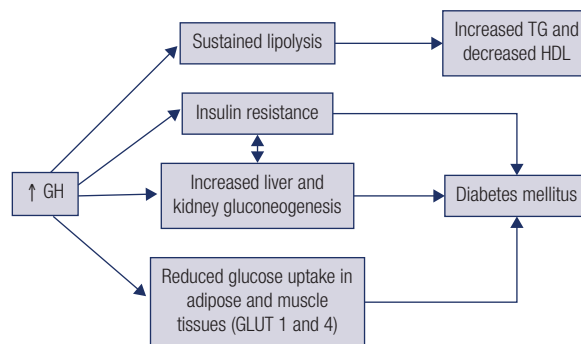 Sustained lipolysis
Increased TG and
decreased HDL
Insulin resistance
↑ GH
Increased liver and
kidney gluconeogenesis
Diabetes mellitus
Reduced glucose uptake in
adipose and muscle
tissues (GLUT 1 and 4)